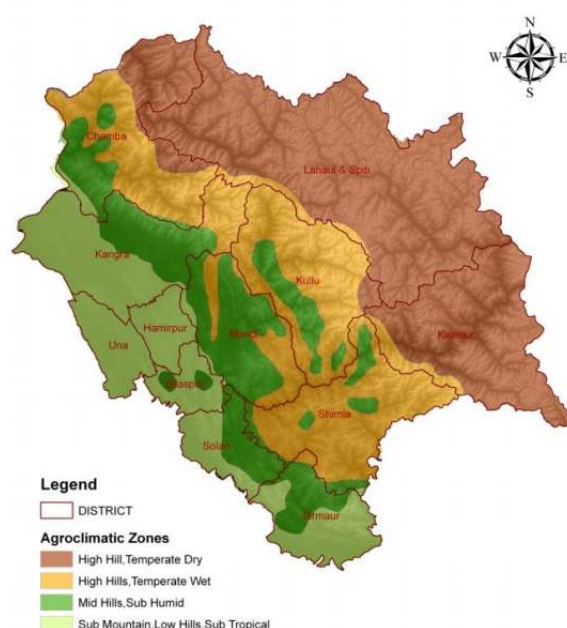 N
W E
S
Chamba
Lahaul & Spiti
Kangra
Kullu
Kinnaur
Mandi
Hamirpur
Una
Bilaspur
Shimla
Solan
Sirmaur
Legend
DISTRICT
Agroclimatic Zones
High Hill,Temperate Dry
High Hills,Temperate Wet
Mid Hills,Sub Humid
Sub Mountain,Low Hills,Sub Tropical